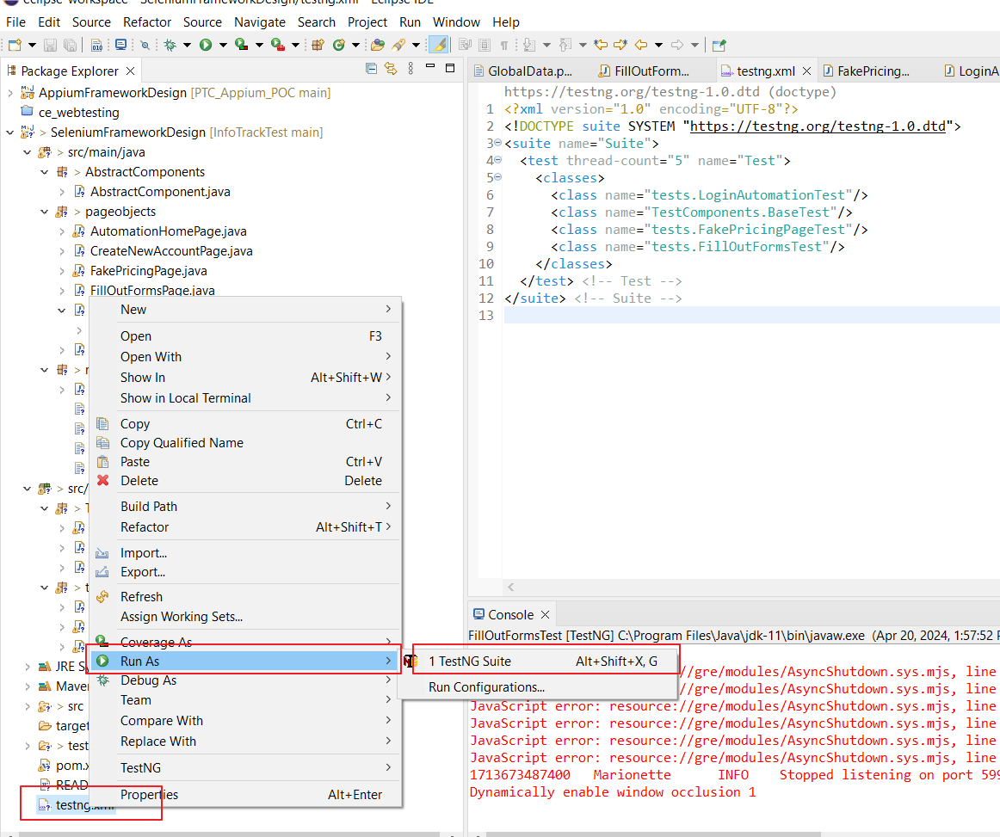 eclipse-workspace - SeleniumFrameworkDesign/testng.xml - Eclipse IDE
File Edit Source Refactor Source Navigate Search Project Run Window Help
Package Explorer
AppiumFrameworkDesign [PTC_Appium_POC main]
ce_webtesting
> SeleniumFrameworkDesign [InfoTrackTest main]
> src/main/java
> AbstractComponents
AbstractComponent.java
> pageobjects
AutomationHomePage.java
CreateNewAccountPage.java
FakePricingPage.java
FillOutFormsPage.java
> r
> src/
> T
> t
JRE Sy
Maven
> src
target
> test
pom.x
READ
testng.xml
New
Open F3
Open With
Show In Alt+Shift+W
Show in Local Terminal
Copy Ctrl+C
Copy Qualified Name
Paste Ctrl+V
Delete Delete
Build Path
Refactor Alt+Shift+T
Import...
Export...
Refresh
Assign Working Sets...
Coverage As
Run As
Debug As
Team
Compare With
Replace With
TestNG
Properties Alt+Enter
1 TestNG Suite Alt+Shift+X, G
Run Configurations...
GlobalData.p... FillOutForm... testng.xml FakePricing... LoginA
https://testng.org/testng-1.0.dtd (doctype)
1 <?xml version="1.0" encoding="UTF-8"?>
2 <!DOCTYPE suite SYSTEM "https://testng.org/testng-1.0.dtd">
3 <suite name="Suite">
4 <test thread-count="5" name="Test">
5 <classes>
6 <class name="tests.LoginAutomationTest"/>
7 <class name="TestComponents.BaseTest"/>
8 <class name="tests.FakePricingPageTest"/>
9 <class name="tests.FillOutFormsTest"/>
10 </classes>
11 </test> <!-- Test -->
12 </suite> <!-- Suite -->
13
Console
FillOutFormsTest [TestNG] C:\Program Files\Java\jdk-11\bin\javaw.exe (Apr 20, 2024, 1:57:52 P
//gre/modules/AsyncShutdown.sys.mjs, line
//gre/modules/AsyncShutdown.sys.mjs, line
JavaScript error: resource://gre/modules/AsyncShutdown.sys.mjs, line
JavaScript error: resource://gre/modules/AsyncShutdown.sys.mjs, line
JavaScript error: resource://gre/modules/AsyncShutdown.sys.mjs, line
JavaScript error: resource://gre/modules/AsyncShutdown.sys.mjs, line
1713673487400 Marionette INFO Stopped listening on port 599
Dynamically enable window occlusion 1